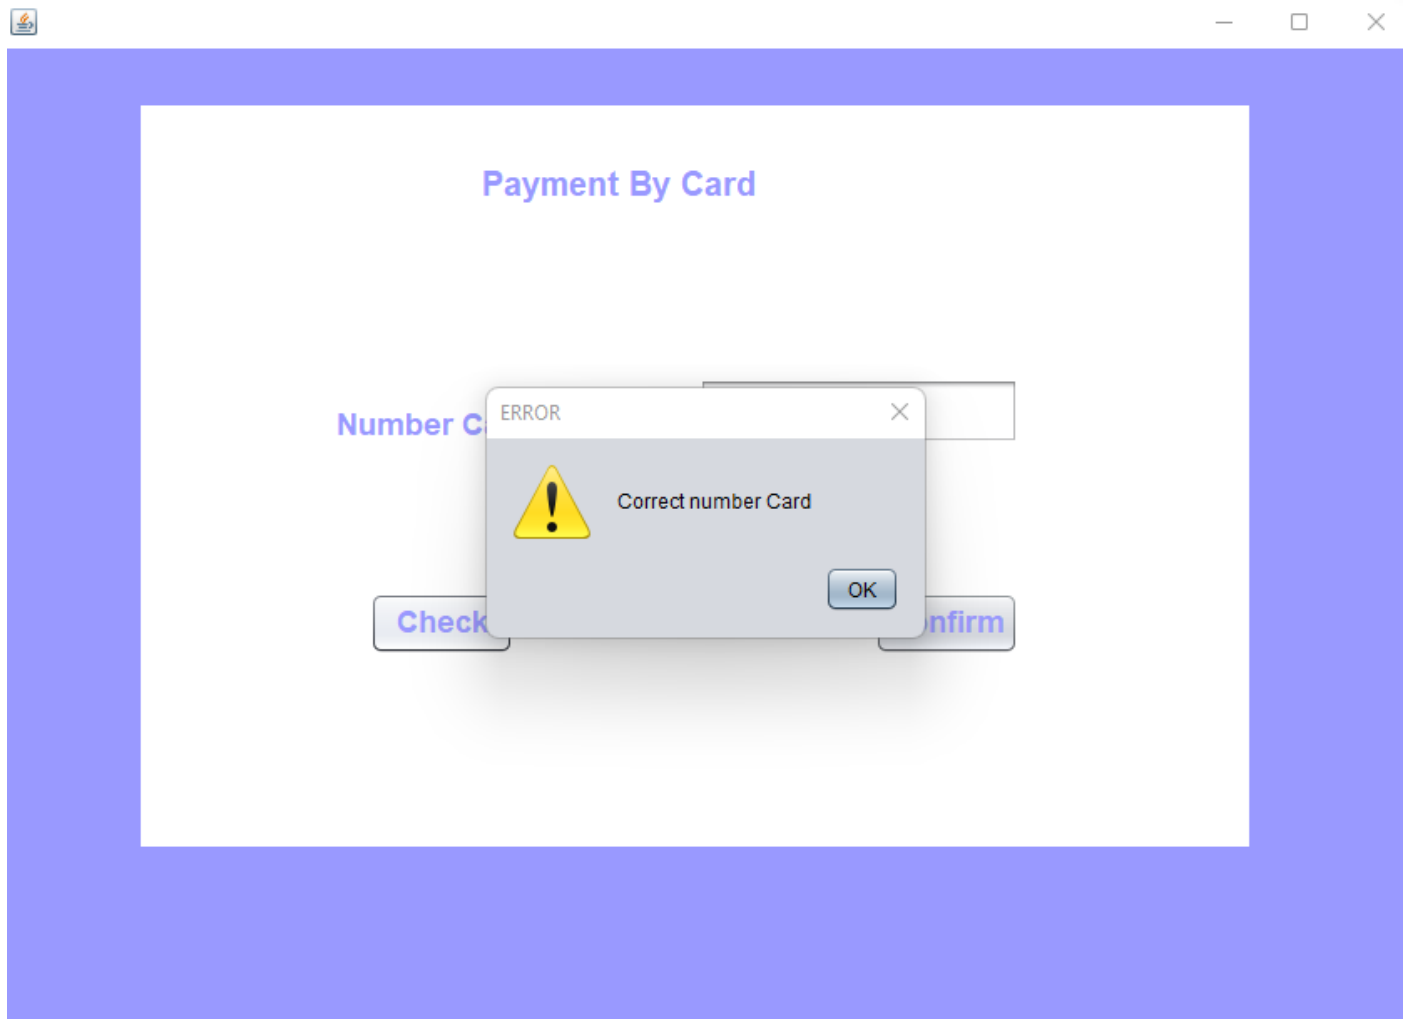 Payment By Card
Number C
ERROR
Correct number Card
OK
Check
nfirm